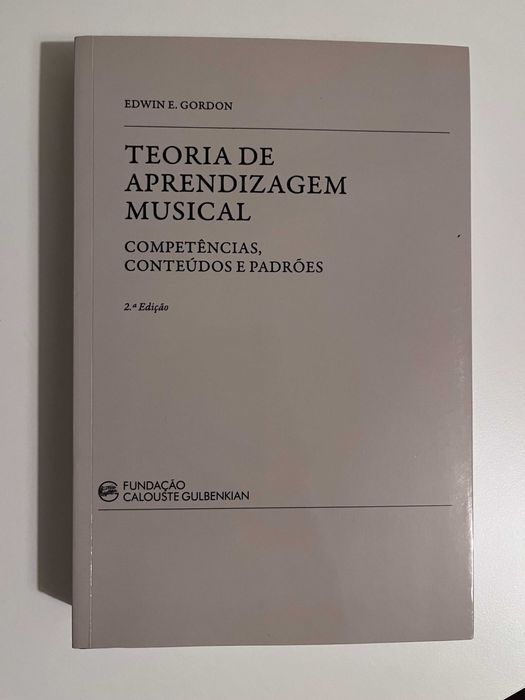 EDWIN E. GORDON
TEORIA DE
APRENDIZAGEM
MUSICAL
COMPETÊNCIAS,
CONTEÚDOS E PADRÕES
2.ª Edição
FUNDAÇÃO
CALOUSTE GULBENKIAN